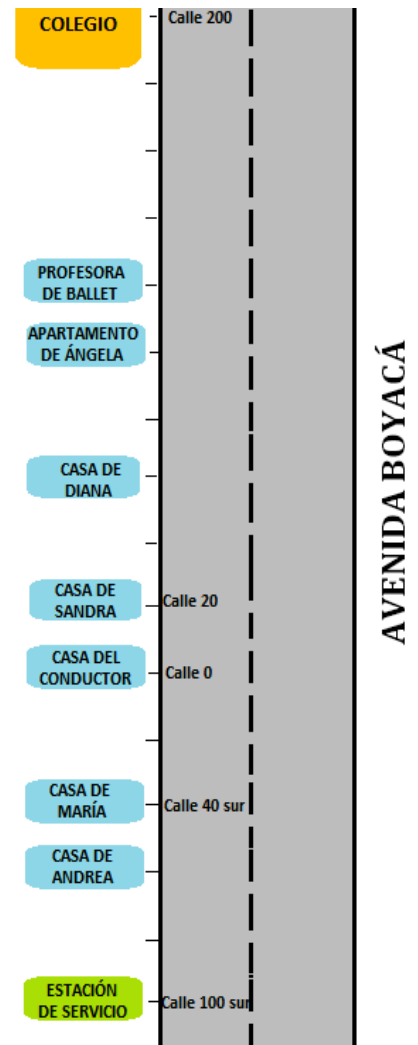 COLEGIO
Calle 200
PROFESORA
DE BALLET
APARTAMENTO
DE ÁNGELA
AVENIDA BOYACÁ
CASA DE
DIANA
CASA DE
SANDRA
Calle 20
CASA DEL
CONDUCTOR
Calle 0
CASA DE
MARÍA
Calle 40 sur
CASA DE
ANDREA
ESTACIÓN
DE SERVICIO
Calle 100 sur